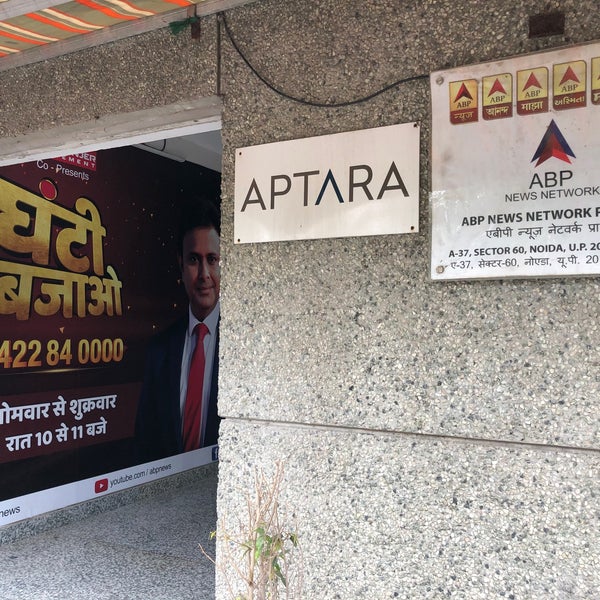 Co - Presents
घंटी
बजाओ
422 84 0000
सोमवार से शुक्रवार
रात 10 से 11 बजे
youtube.com / abpnews
news
APTARA
ABP ABP ABP ABP
न्यूज़ আনন্দ माझा અસ્મિતા
ABP
NEWS NETWORK
ABP NEWS NETWORK P
एबीपी न्यूज नेटवर्क प्रा
A-37, SECTOR 60, NOIDA, U.P. 20
ए-37, सेक्टर-60, नोएडा, यू.पी. 20